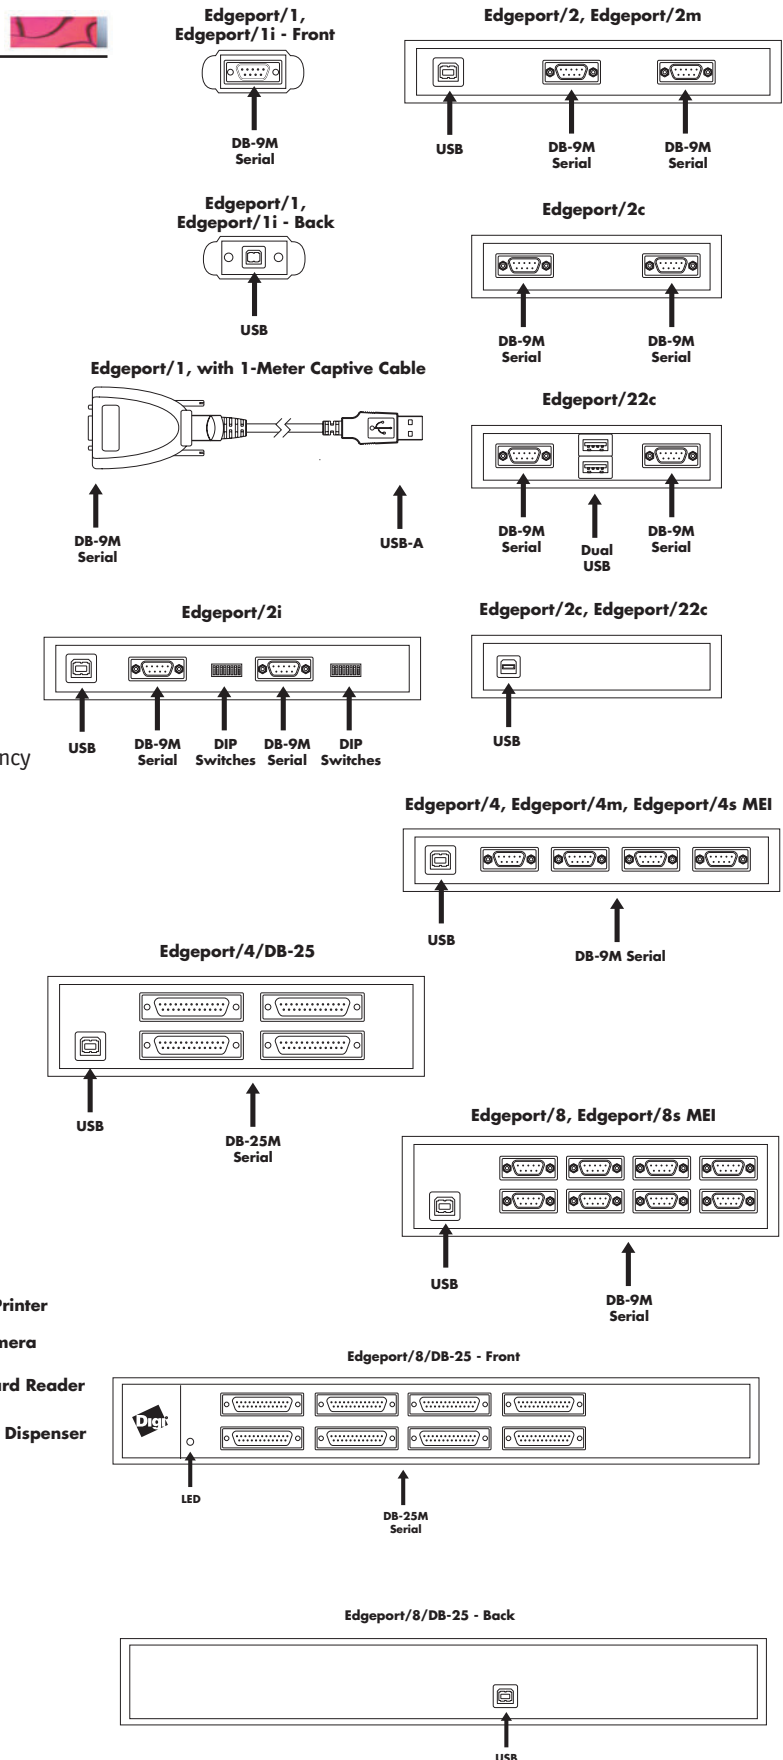 Edgeport/1,
Edgeport/1i - Front
DB-9M
Serial
Edgeport/2, Edgeport/2m
USB
DB-9M
Serial
DB-9M
Serial
Edgeport/1,
Edgeport/1i - Back
USB
Edgeport/2c
DB-9M
Serial
DB-9M
Serial
Edgeport/1, with 1-Meter Captive Cable
DB-9M
Serial
USB-A
Edgeport/22c
DB-9M
Serial
Dual
USB
DB-9M
Serial
Edgeport/2i
USB
DB-9M
Serial
DIP
Switches
DB-9M
Serial
DIP
Switches
Edgeport/2c, Edgeport/22c
USB
ncy
Edgeport/4, Edgeport/4m, Edgeport/4s MEI
USB
DB-9M Serial
Edgeport/4/DB-25
USB
DB-25M
Serial
Edgeport/8, Edgeport/8s MEI
USB
DB-9M
Serial
Printer
mera
ard Reader
Dispenser
Edgeport/8/DB-25 - Front
Digi
LED
DB-25M
Serial
Edgeport/8/DB-25 - Back
USB